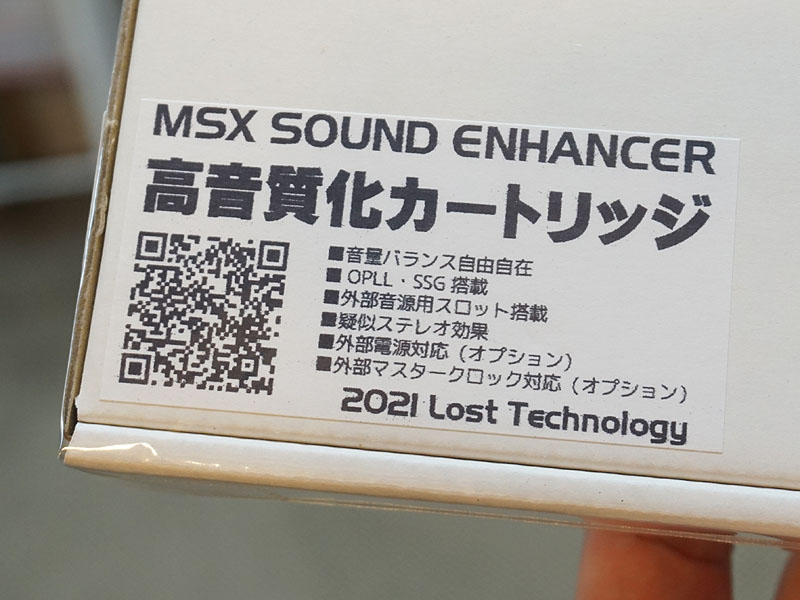 MSX SOUND ENHANCER
高音質化カートリッジ
■音量バランス自由自在
■OPLL・SSG搭載
■外部音源用スロット搭載
■疑似ステレオ効果
■外部電源対応（オプション）
■外部マスタークロック対応（オプション）
2021 Lost Technology